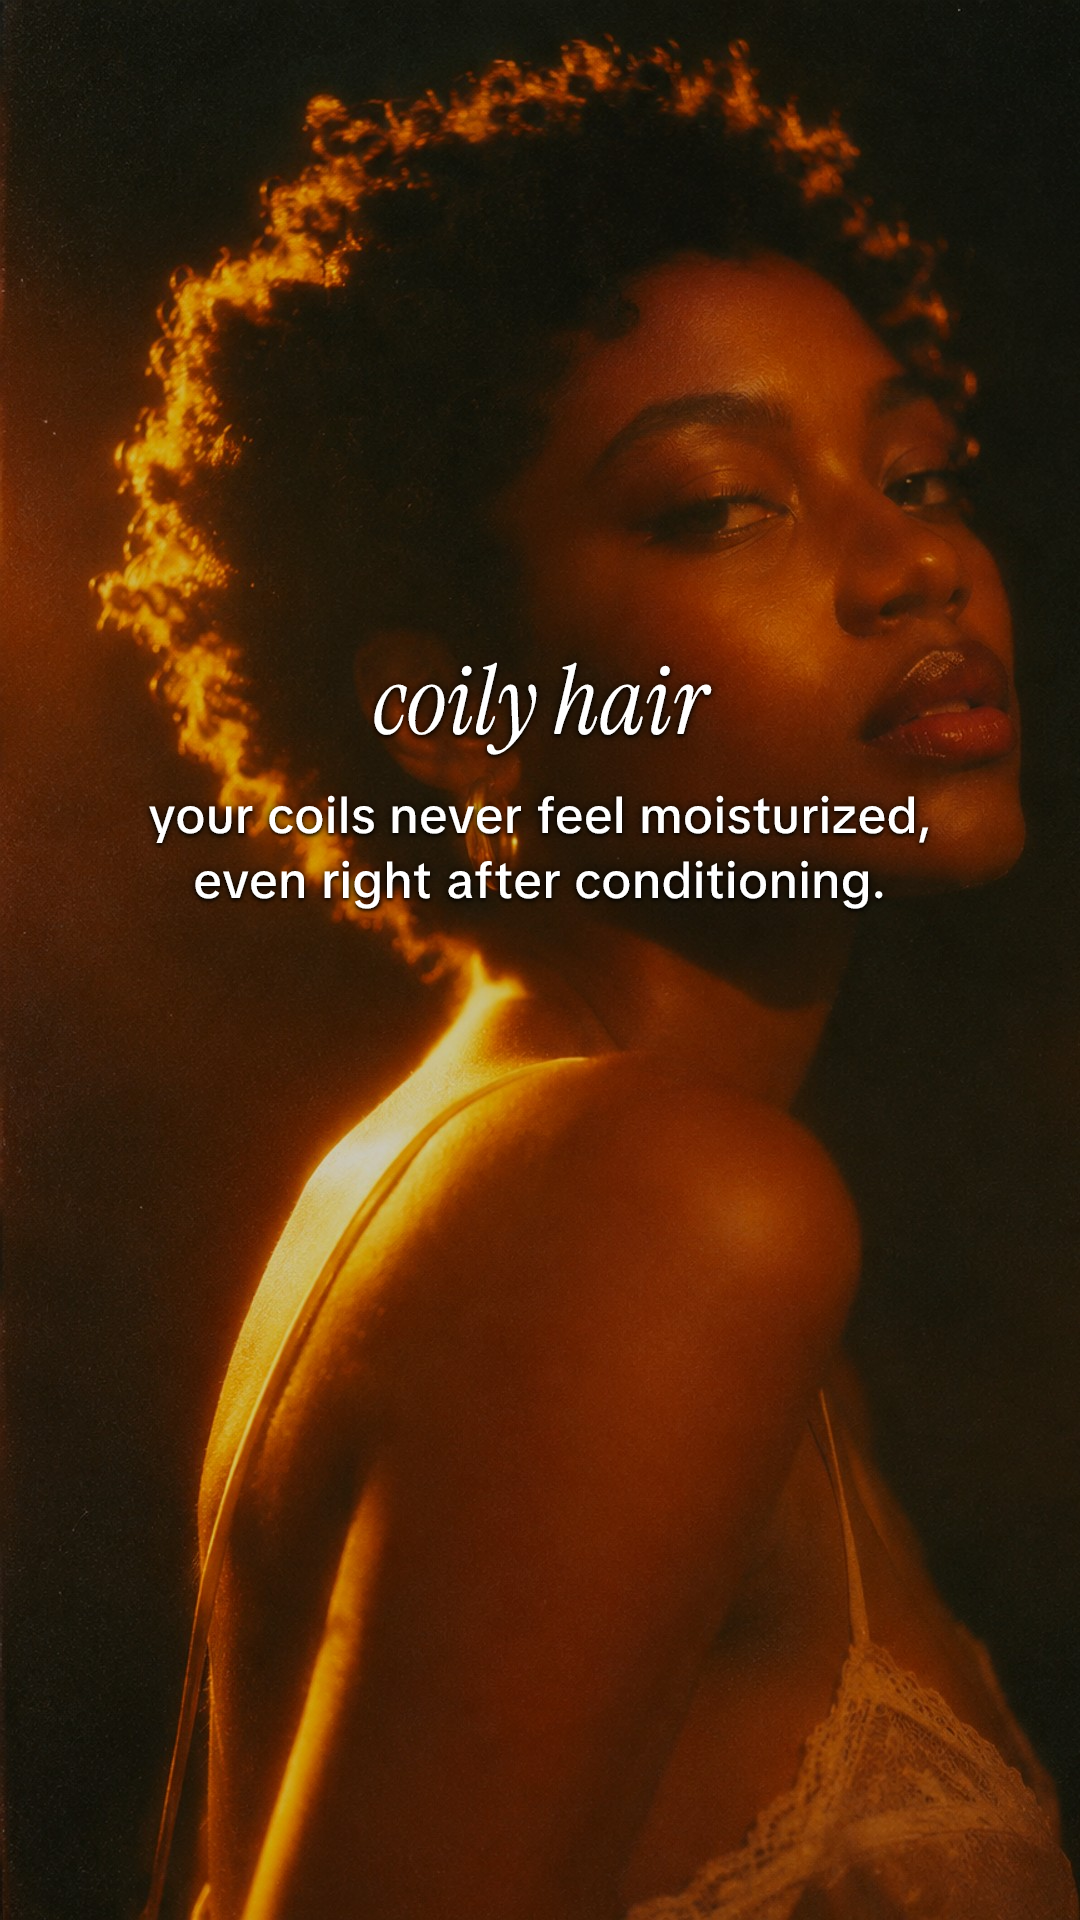 coily hair
your coils never feel moisturized,
even right after conditioning.